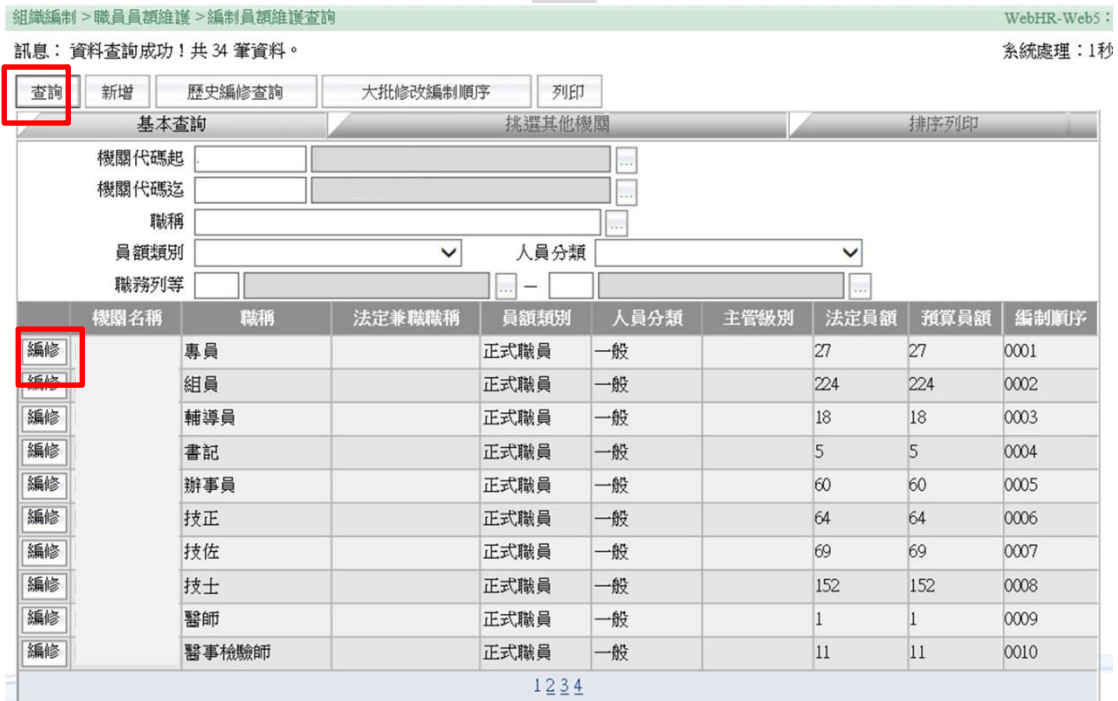 組織編制 > 職員員額維護 > 編制員額維護查詢 WebHR-Web5：
訊息： 資料查詢成功！共 34 筆資料。 系統處理：1秒
查詢 新增 歷史編修查詢 大批修改編制順序 列印
基本查詢 挑選其他機關 排序列印
機關代碼起 ...
機關代碼迄 ...
職稱 ...
員額類別 人員分類
職務列等 ... － ...
機關名稱 職稱 法定兼職職稱 員額類別 人員分類 主管級別 法定員額 預算員額 編制順序
編修 專員 正式職員 一般 27 27 0001
編修 組員 正式職員 一般 224 224 0002
編修 輔導員 正式職員 一般 18 18 0003
編修 書記 正式職員 一般 5 5 0004
編修 辦事員 正式職員 一般 60 60 0005
編修 技正 正式職員 一般 64 64 0006
編修 技佐 正式職員 一般 69 69 0007
編修 技士 正式職員 一般 152 152 0008
編修 醫師 正式職員 一般 1 1 0009
編修 醫事檢驗師 正式職員 一般 11 11 0010
1 2 3 4